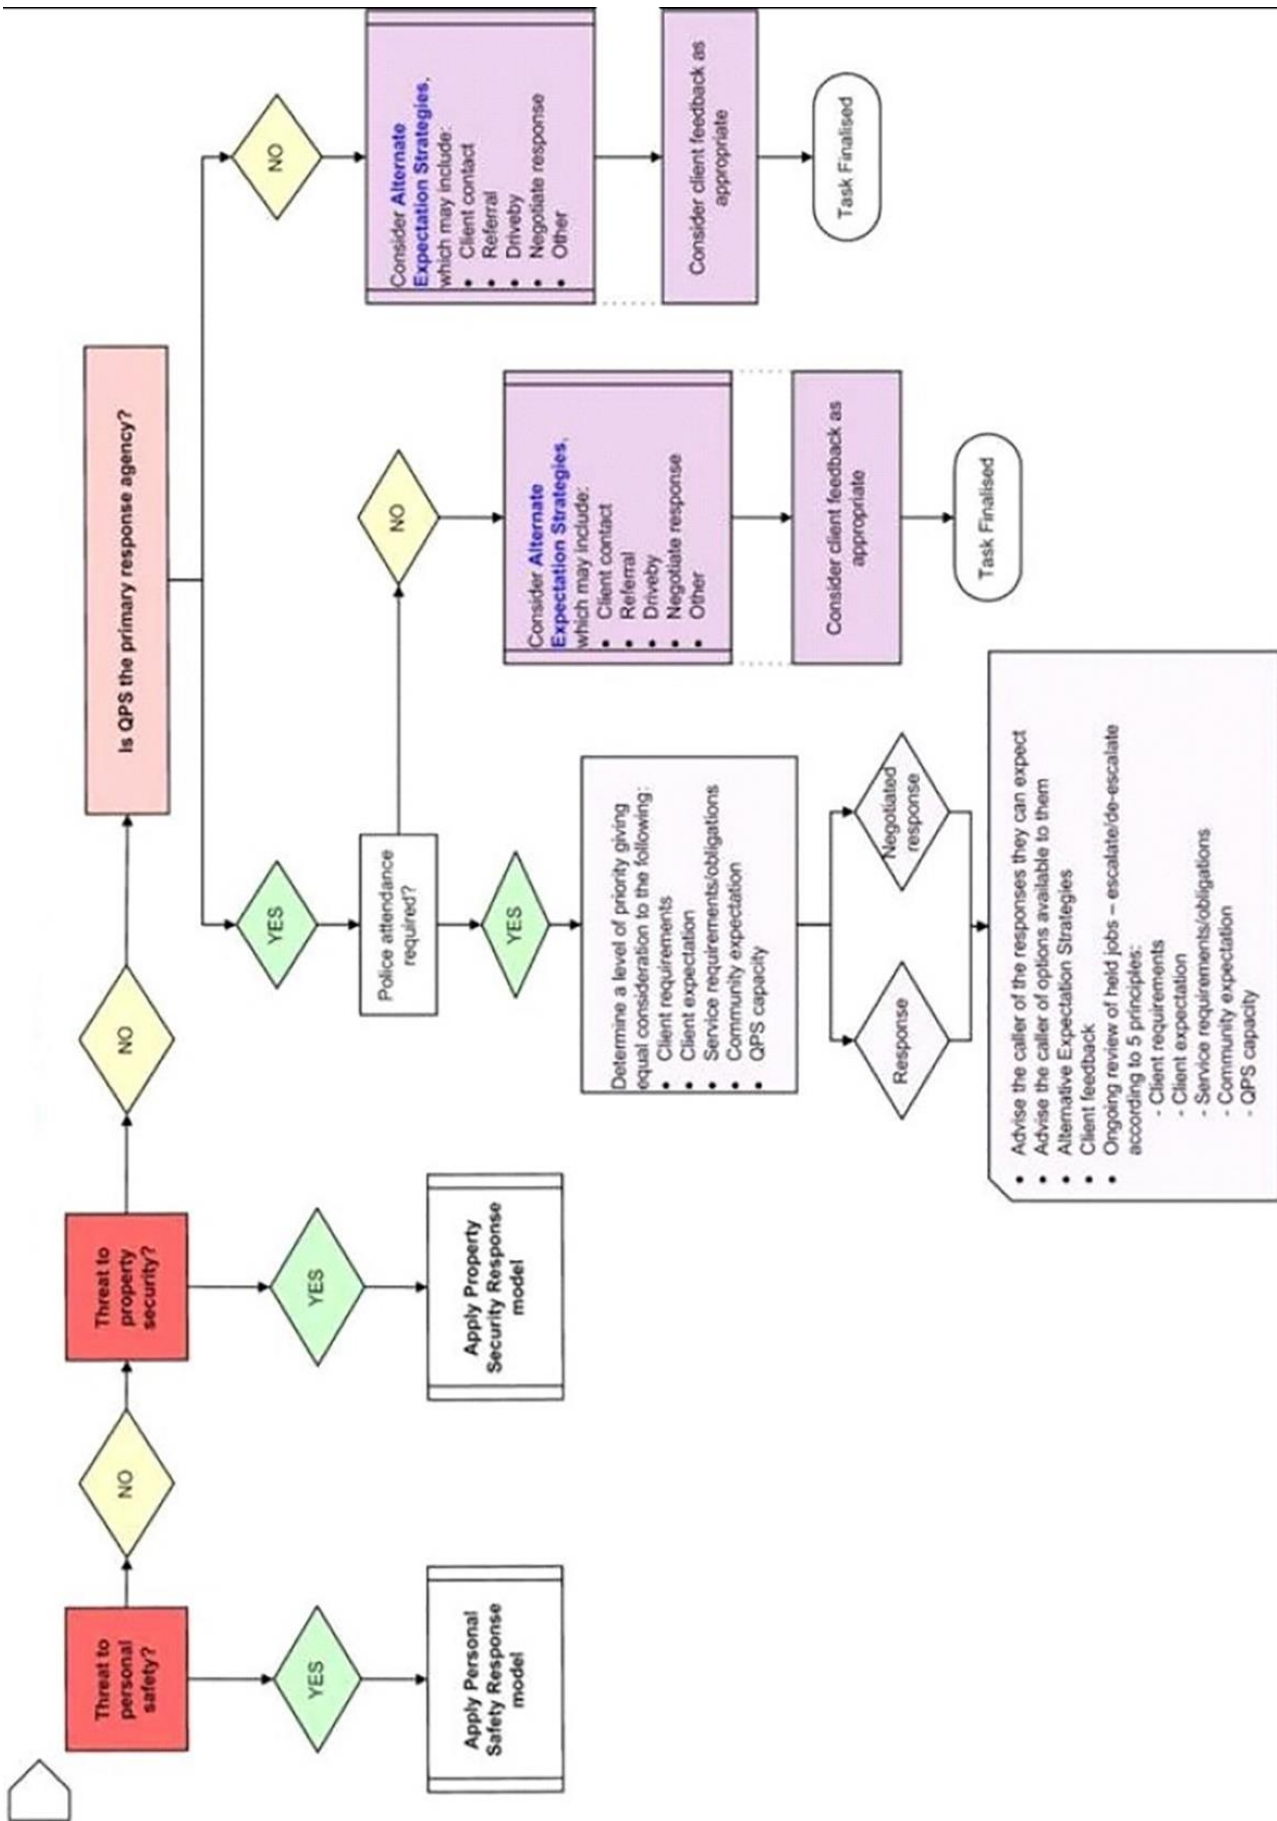 Threat to
personal
safety?
NO
Threat to
property
security?
NO
Is QPS the primary response agency?
YES
Apply Personal
Safety Response
model
YES
Apply Property
Security Response
model
YES
Police attendance
required?
YES
Determine a level of priority giving
equal consideration to the following:
• Client requirements
• Client expectation
• Service requirements/obligations
• Community expectation
• QPS capacity
Response
Negotiated
response
• Advise the caller of the responses they can expect
• Advise the caller of options available to them
• Alternative Expectation Strategies
• Client feedback
• Ongoing review of held jobs – escalate/de-escalate
according to 5 principles:
- Client requirements
- Client expectation
- Service requirements/obligations
- Community expectation
- QPS capacity
NO
Consider Alternate
Expectation Strategies,
which may include:
• Client contact
• Referral
• Driveby
• Negotiate response
• Other
Consider client feedback as
appropriate
Task Finalised
NO
Consider Alternate
Expectation Strategies,
which may include:
• Client contact
• Referral
• Driveby
• Negotiate response
• Other
Consider client feedback as
appropriate
Task Finalised